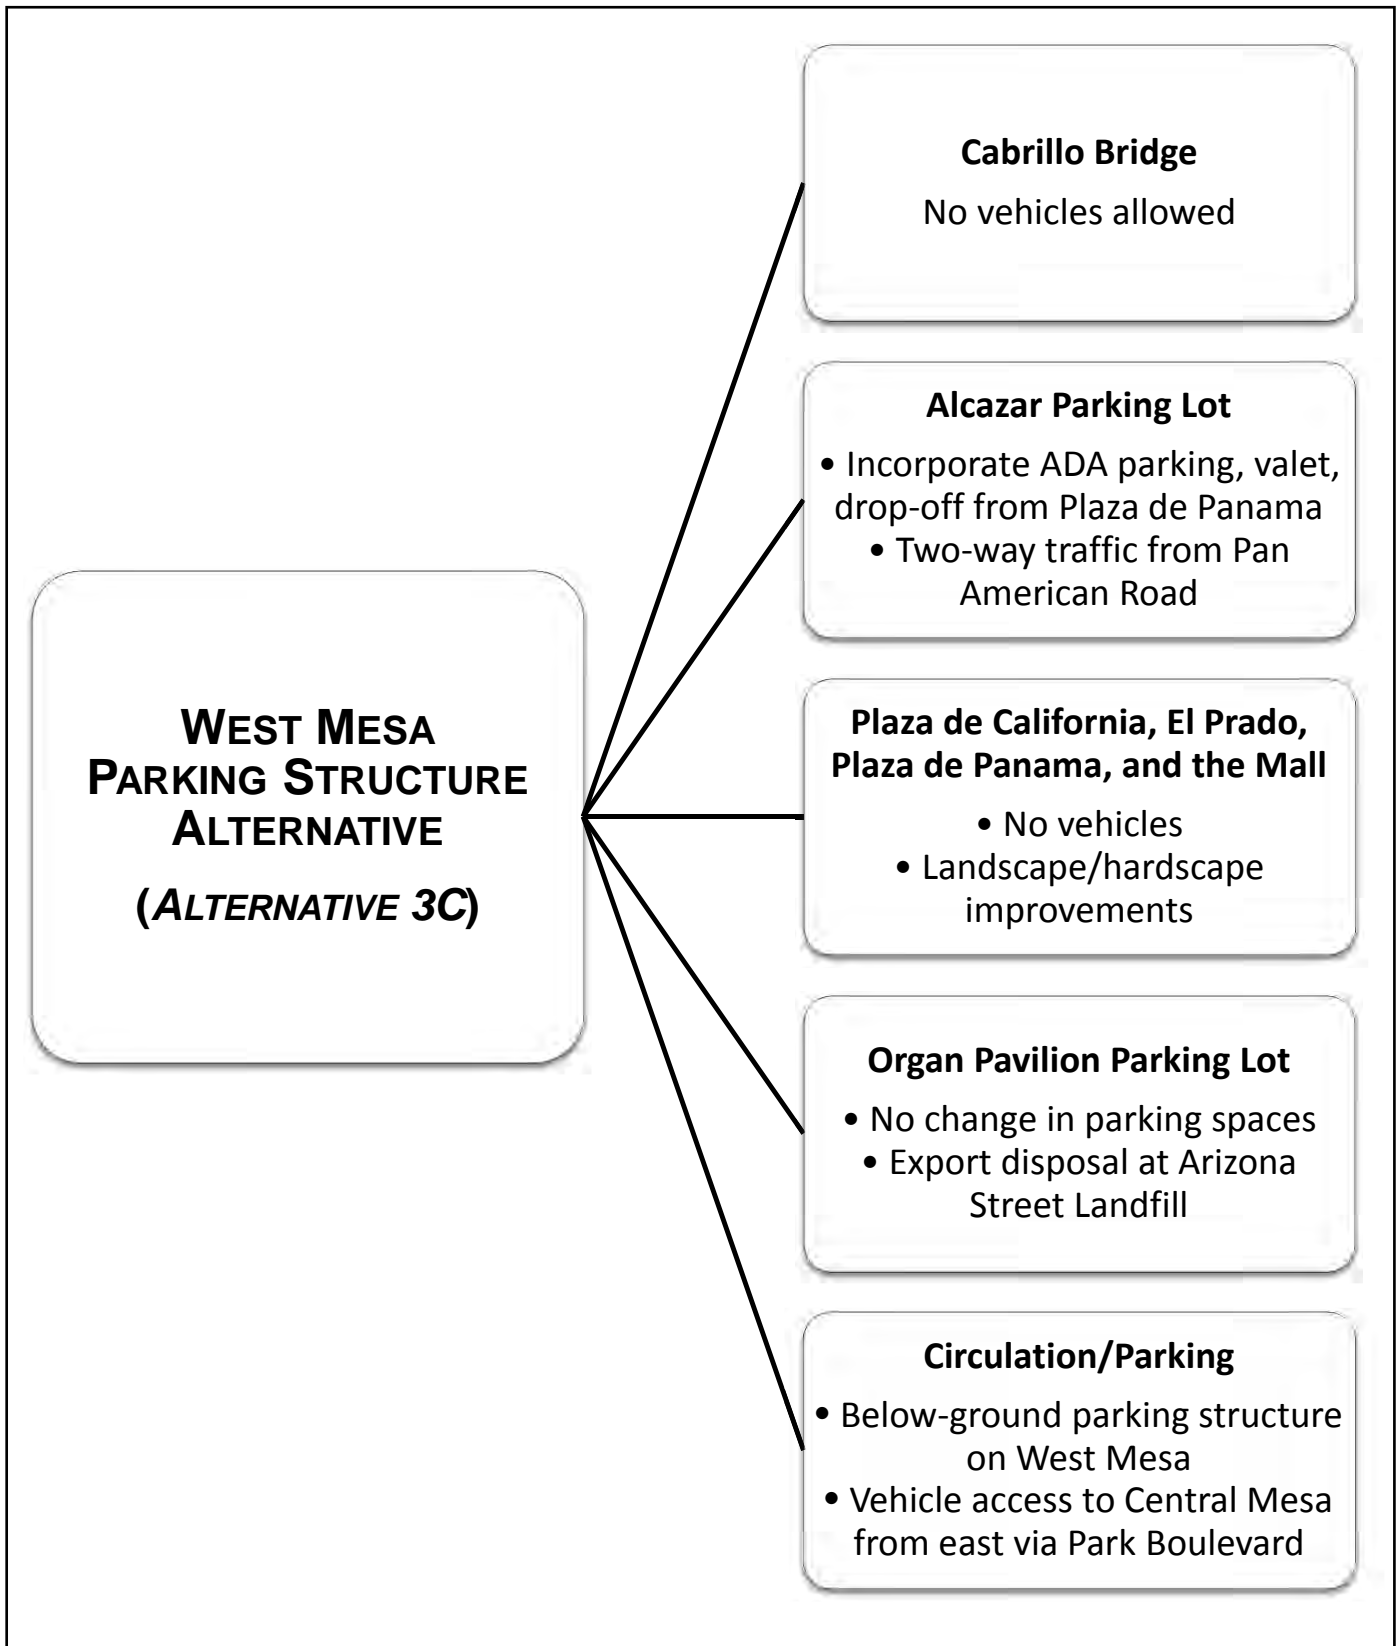 WEST MESA
PARKING STRUCTURE
ALTERNATIVE
(ALTERNATIVE 3C)
Cabrillo Bridge
No vehicles allowed
Alcazar Parking Lot
• Incorporate ADA parking, valet,
drop-off from Plaza de Panama
• Two-way traffic from Pan
American Road
Plaza de California, El Prado,
Plaza de Panama, and the Mall
• No vehicles
• Landscape/hardscape
improvements
Organ Pavilion Parking Lot
• No change in parking spaces
• Export disposal at Arizona
Street Landfill
Circulation/Parking
• Below-ground parking structure
on West Mesa
• Vehicle access to Central Mesa
from east via Park Boulevard